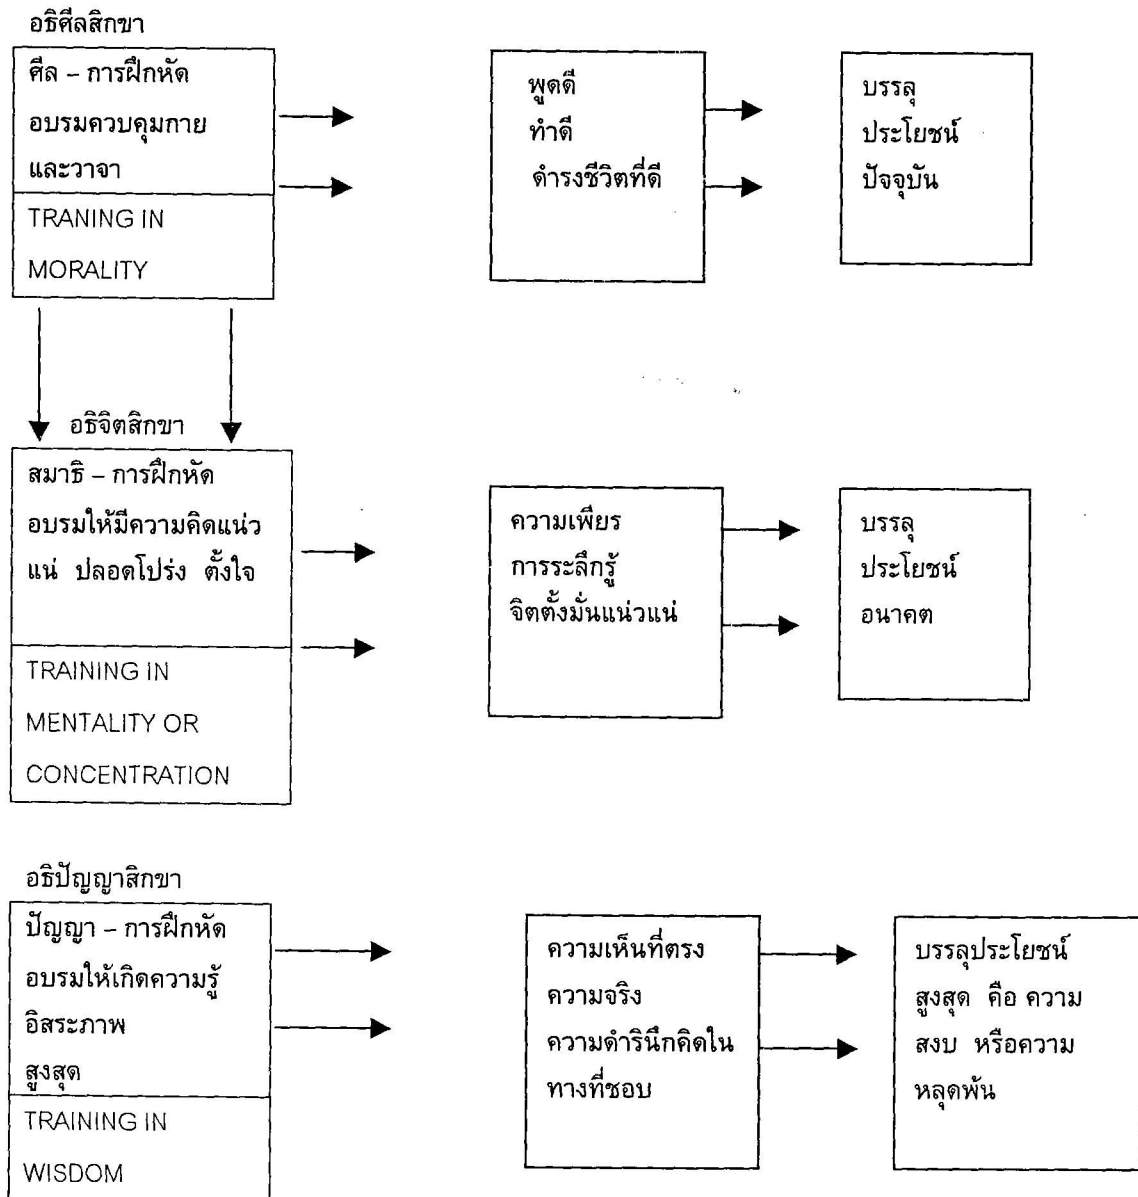 อธิศีลสิกขา
ศีล – การฝึกหัด
อบรมควบคุมกาย
และวาจา
TRANING IN
MORALITY
พูดดี
ทำดี
ดำรงชีวิตที่ดี
บรรลุ
ประโยชน์
ปัจจุบัน
อธิจิตสิกขา
สมาธิ – การฝึกหัด
อบรมให้มีความคิดแน่ว
แน่ ปลอดโปร่ง ตั้งใจ
TRAINING IN
MENTALITY OR
CONCENTRATION
ความเพียร
การระลึกรู้
จิตตั้งมั่นแน่วแน่
บรรลุ
ประโยชน์
อนาคต
อธิปัญญาสิกขา
ปัญญา – การฝึกหัด
อบรมให้เกิดความรู้
อิสระภาพ
สูงสุด
TRAINING IN
WISDOM
ความเห็นที่ตรง
ความจริง
ความดำรินึกคิดใน
ทางที่ชอบ
บรรลุประโยชน์
สูงสุด คือ ความ
สงบ หรือความ
หลุดพ้น